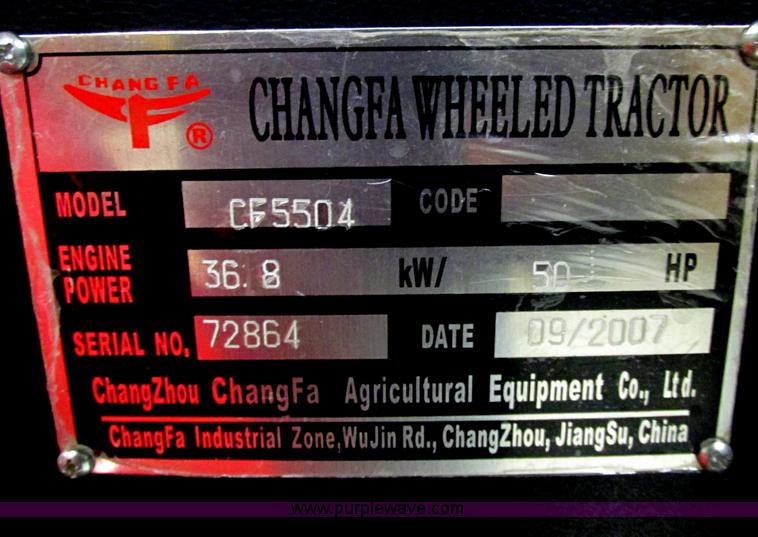 CHANG FA
®
CHANGFA WHEELED TRACTOR
MODEL CF5504 CODE
ENGINE POWER 36.8 kW/ 50 HP
SERIAL NO. 72864 DATE 09/2007
ChangZhou ChangFa Agricultural Equipment Co., Ltd.
ChangFa Industrial Zone,WuJin Rd., ChangZhou, JiangSu, China
www.purplewave.com